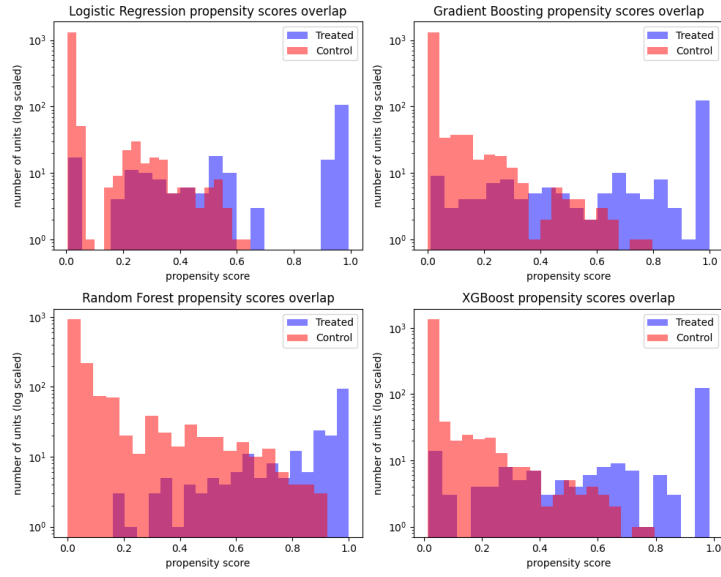 Logistic Regression propensity scores overlap
number of units (log scaled)
10³
10²
10¹
10⁰
Treated
Control
0.0 0.2 0.4 0.6 0.8 1.0
propensity score
Gradient Boosting propensity scores overlap
number of units (log scaled)
10³
10²
10¹
10⁰
Treated
Control
0.0 0.2 0.4 0.6 0.8 1.0
propensity score
Random Forest propensity scores overlap
number of units (log scaled)
10³
10²
10¹
10⁰
Treated
Control
0.0 0.2 0.4 0.6 0.8 1.0
propensity score
XGBoost propensity scores overlap
number of units (log scaled)
10³
10²
10¹
10⁰
Treated
Control
0.0 0.2 0.4 0.6 0.8 1.0
propensity score